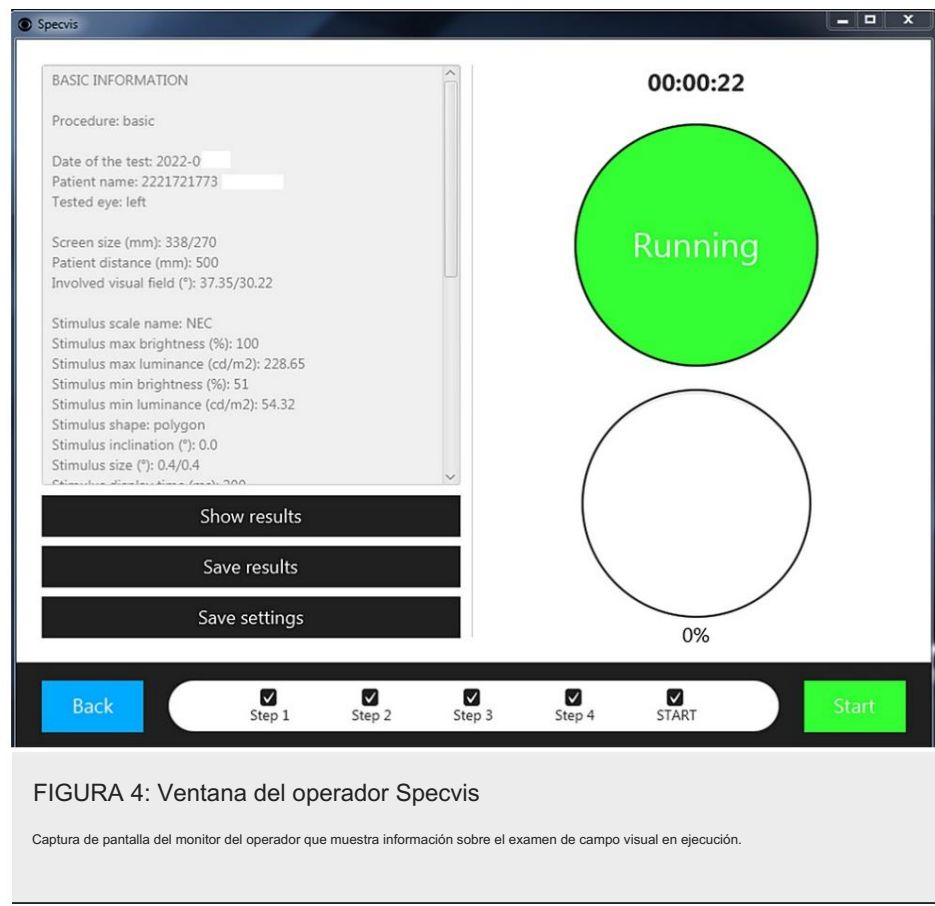 Specvis
BASIC INFORMATION
Procedure: basic
Date of the test: 2022-0
Patient name: 2221721773
Tested eye: left
Screen size (mm): 338/270
Patient distance (mm): 500
Involved visual field (°): 37.35/30.22
Stimulus scale name: NEC
Stimulus max brightness (%): 100
Stimulus max luminance (cd/m2): 228.65
Stimulus min brightness (%): 51
Stimulus min luminance (cd/m2): 54.32
Stimulus shape: polygon
Stimulus inclination (°): 0.0
Stimulus size (°): 0.4/0.4
Stimulus display time (ms): 200
Show results
Save results
Save settings
00:00:22
Running
0%
Back
Step 1
Step 2
Step 3
Step 4
START
Start
FIGURA 4: Ventana del operador Specvis
Captura de pantalla del monitor del operador que muestra información sobre el examen de campo visual en ejecución.